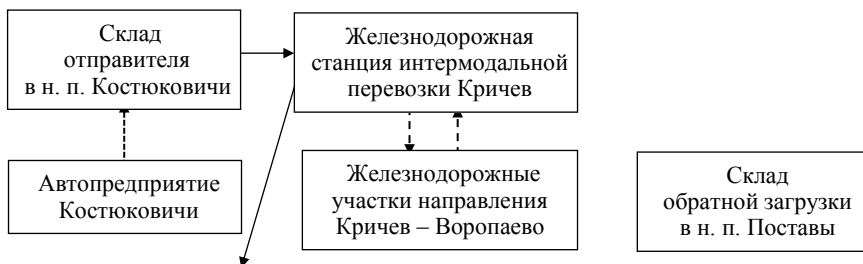 Склад
отправителя
в н. п. Костюковичи
Железнодорожная
станция интермодальной
перевозки Кричев
Автопредприятие
Костюковичи
Железнодорожные
участки направления
Кричев – Воропаево
Склад
обратной загрузки
в н. п. Поставы